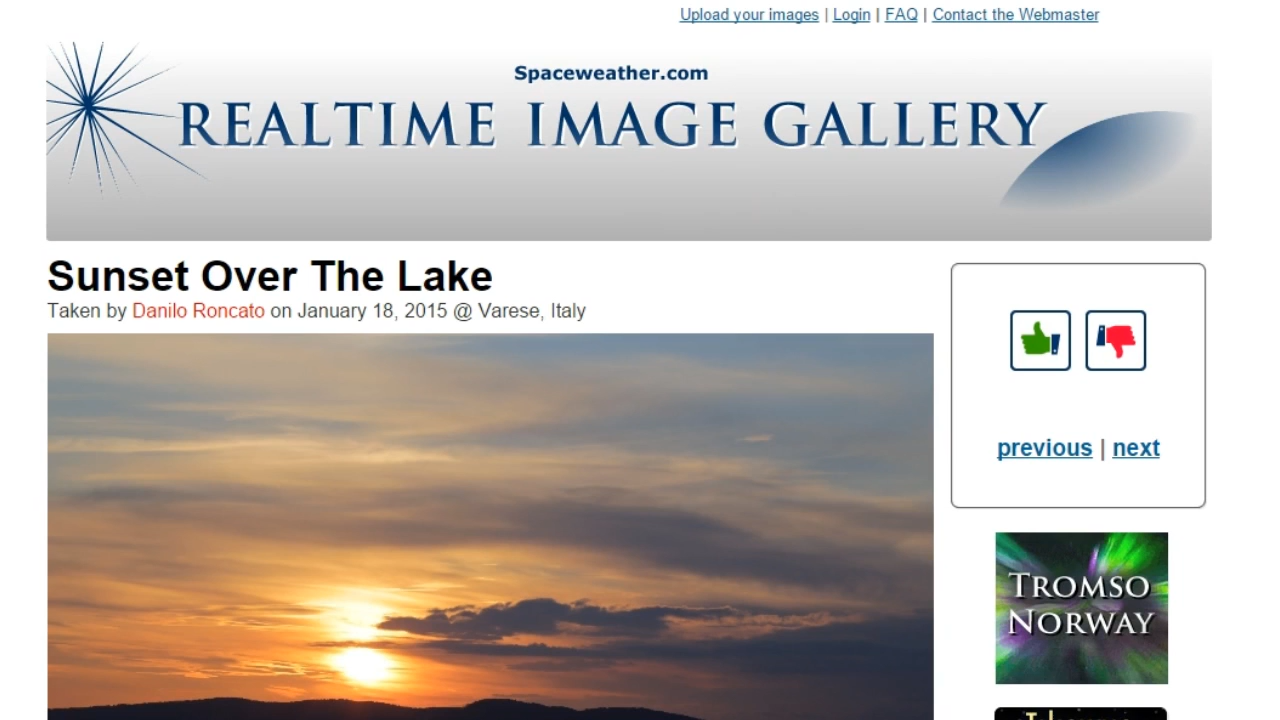 Upload your images | Login | FAQ | Contact the Webmaster
Spaceweather.com
REALTIME IMAGE GALLERY
Sunset Over The Lake
Taken by Danilo Roncato on January 18, 2015 @ Varese, Italy
previous | next
TROMSO
NORWAY